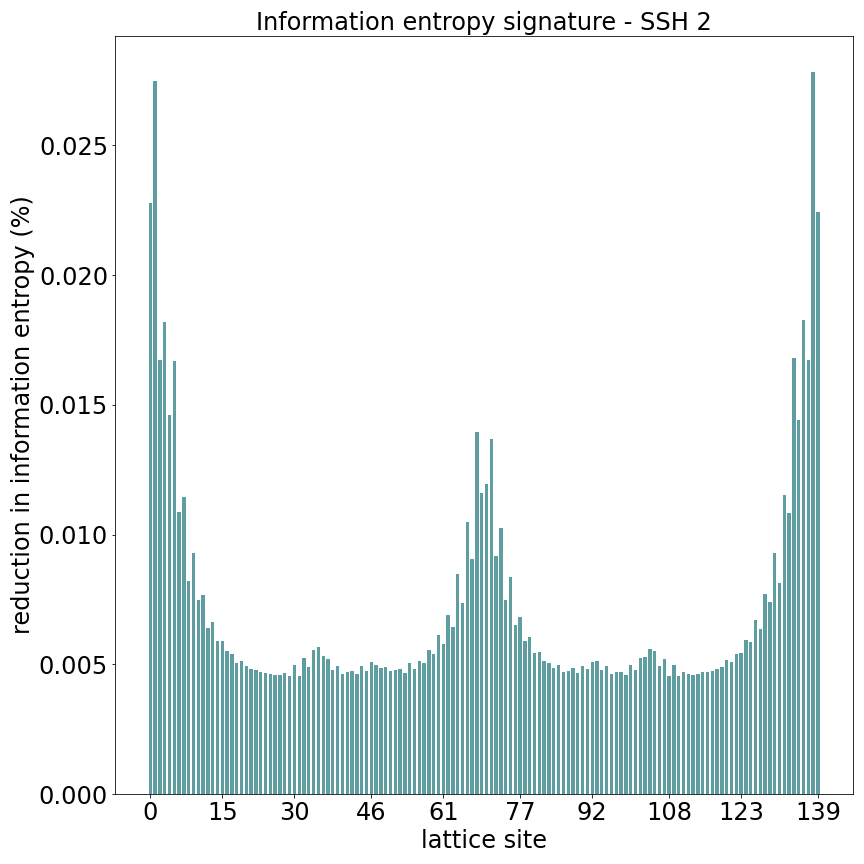 Information entropy signature - SSH 2
reduction in information entropy (%)
0.025
0.020
0.015
0.010
0.005
0.000
0 15 30 46 61 77 92 108 123 139
lattice site